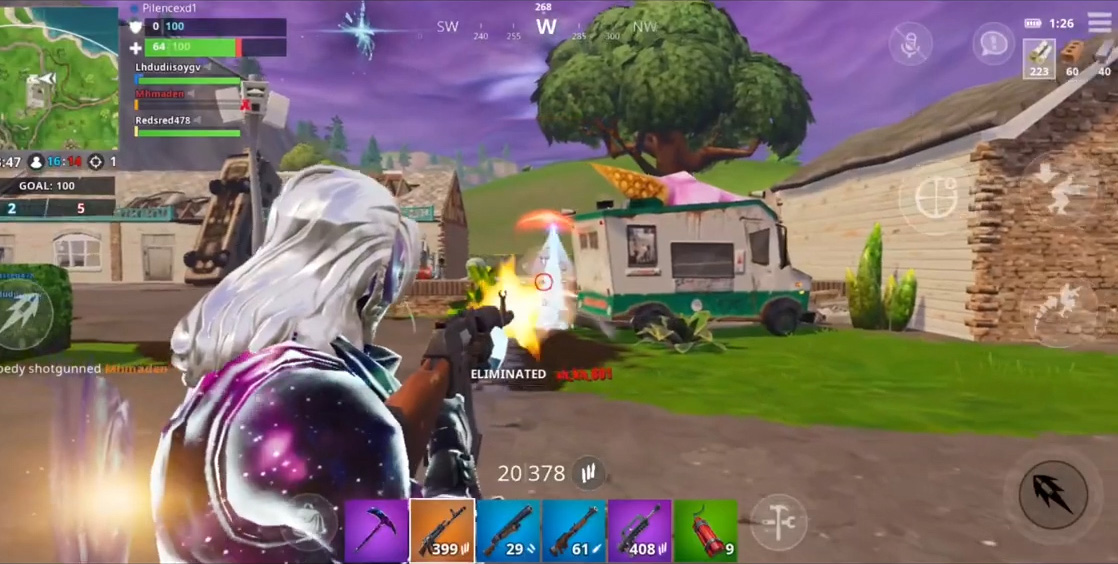 Pilencexd1
0 | 100
64 | 100
Lhdudiisoygv
Mhmaden
Redsred478
:47 16:14 1
GOAL: 100
2 5
268
SW 240 255 W 285 300 NW
1:26
223 60 40
pedy shotgunned Mhmaden
ELIMINATED
20 | 378
399 29 61 408 9